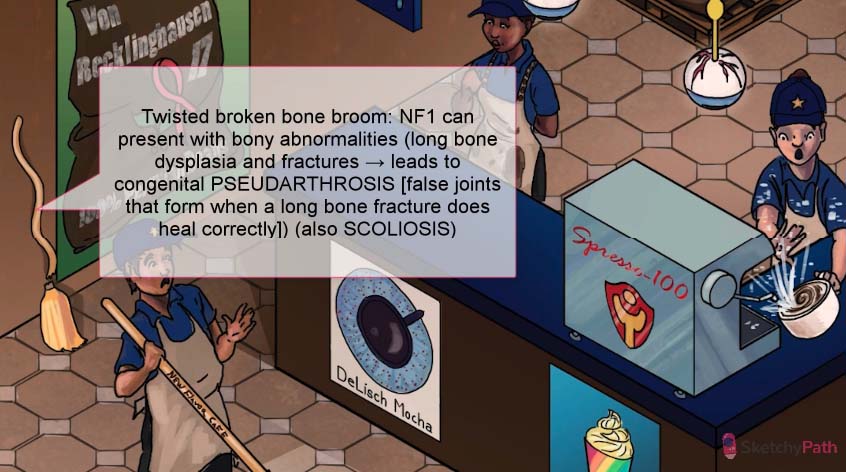 Von
Recklinghausen
17
Twisted broken bone broom: NF1 can
present with bony abnormalities (long bone
dysplasia and fractures → leads to
congenital PSEUDARTHROSIS [false joints
that form when a long bone fracture does
heal correctly]) (also SCOLIOSIS)
Spresso-100
DeLisch Mocha
New Flavor Cafe
SketchyPath